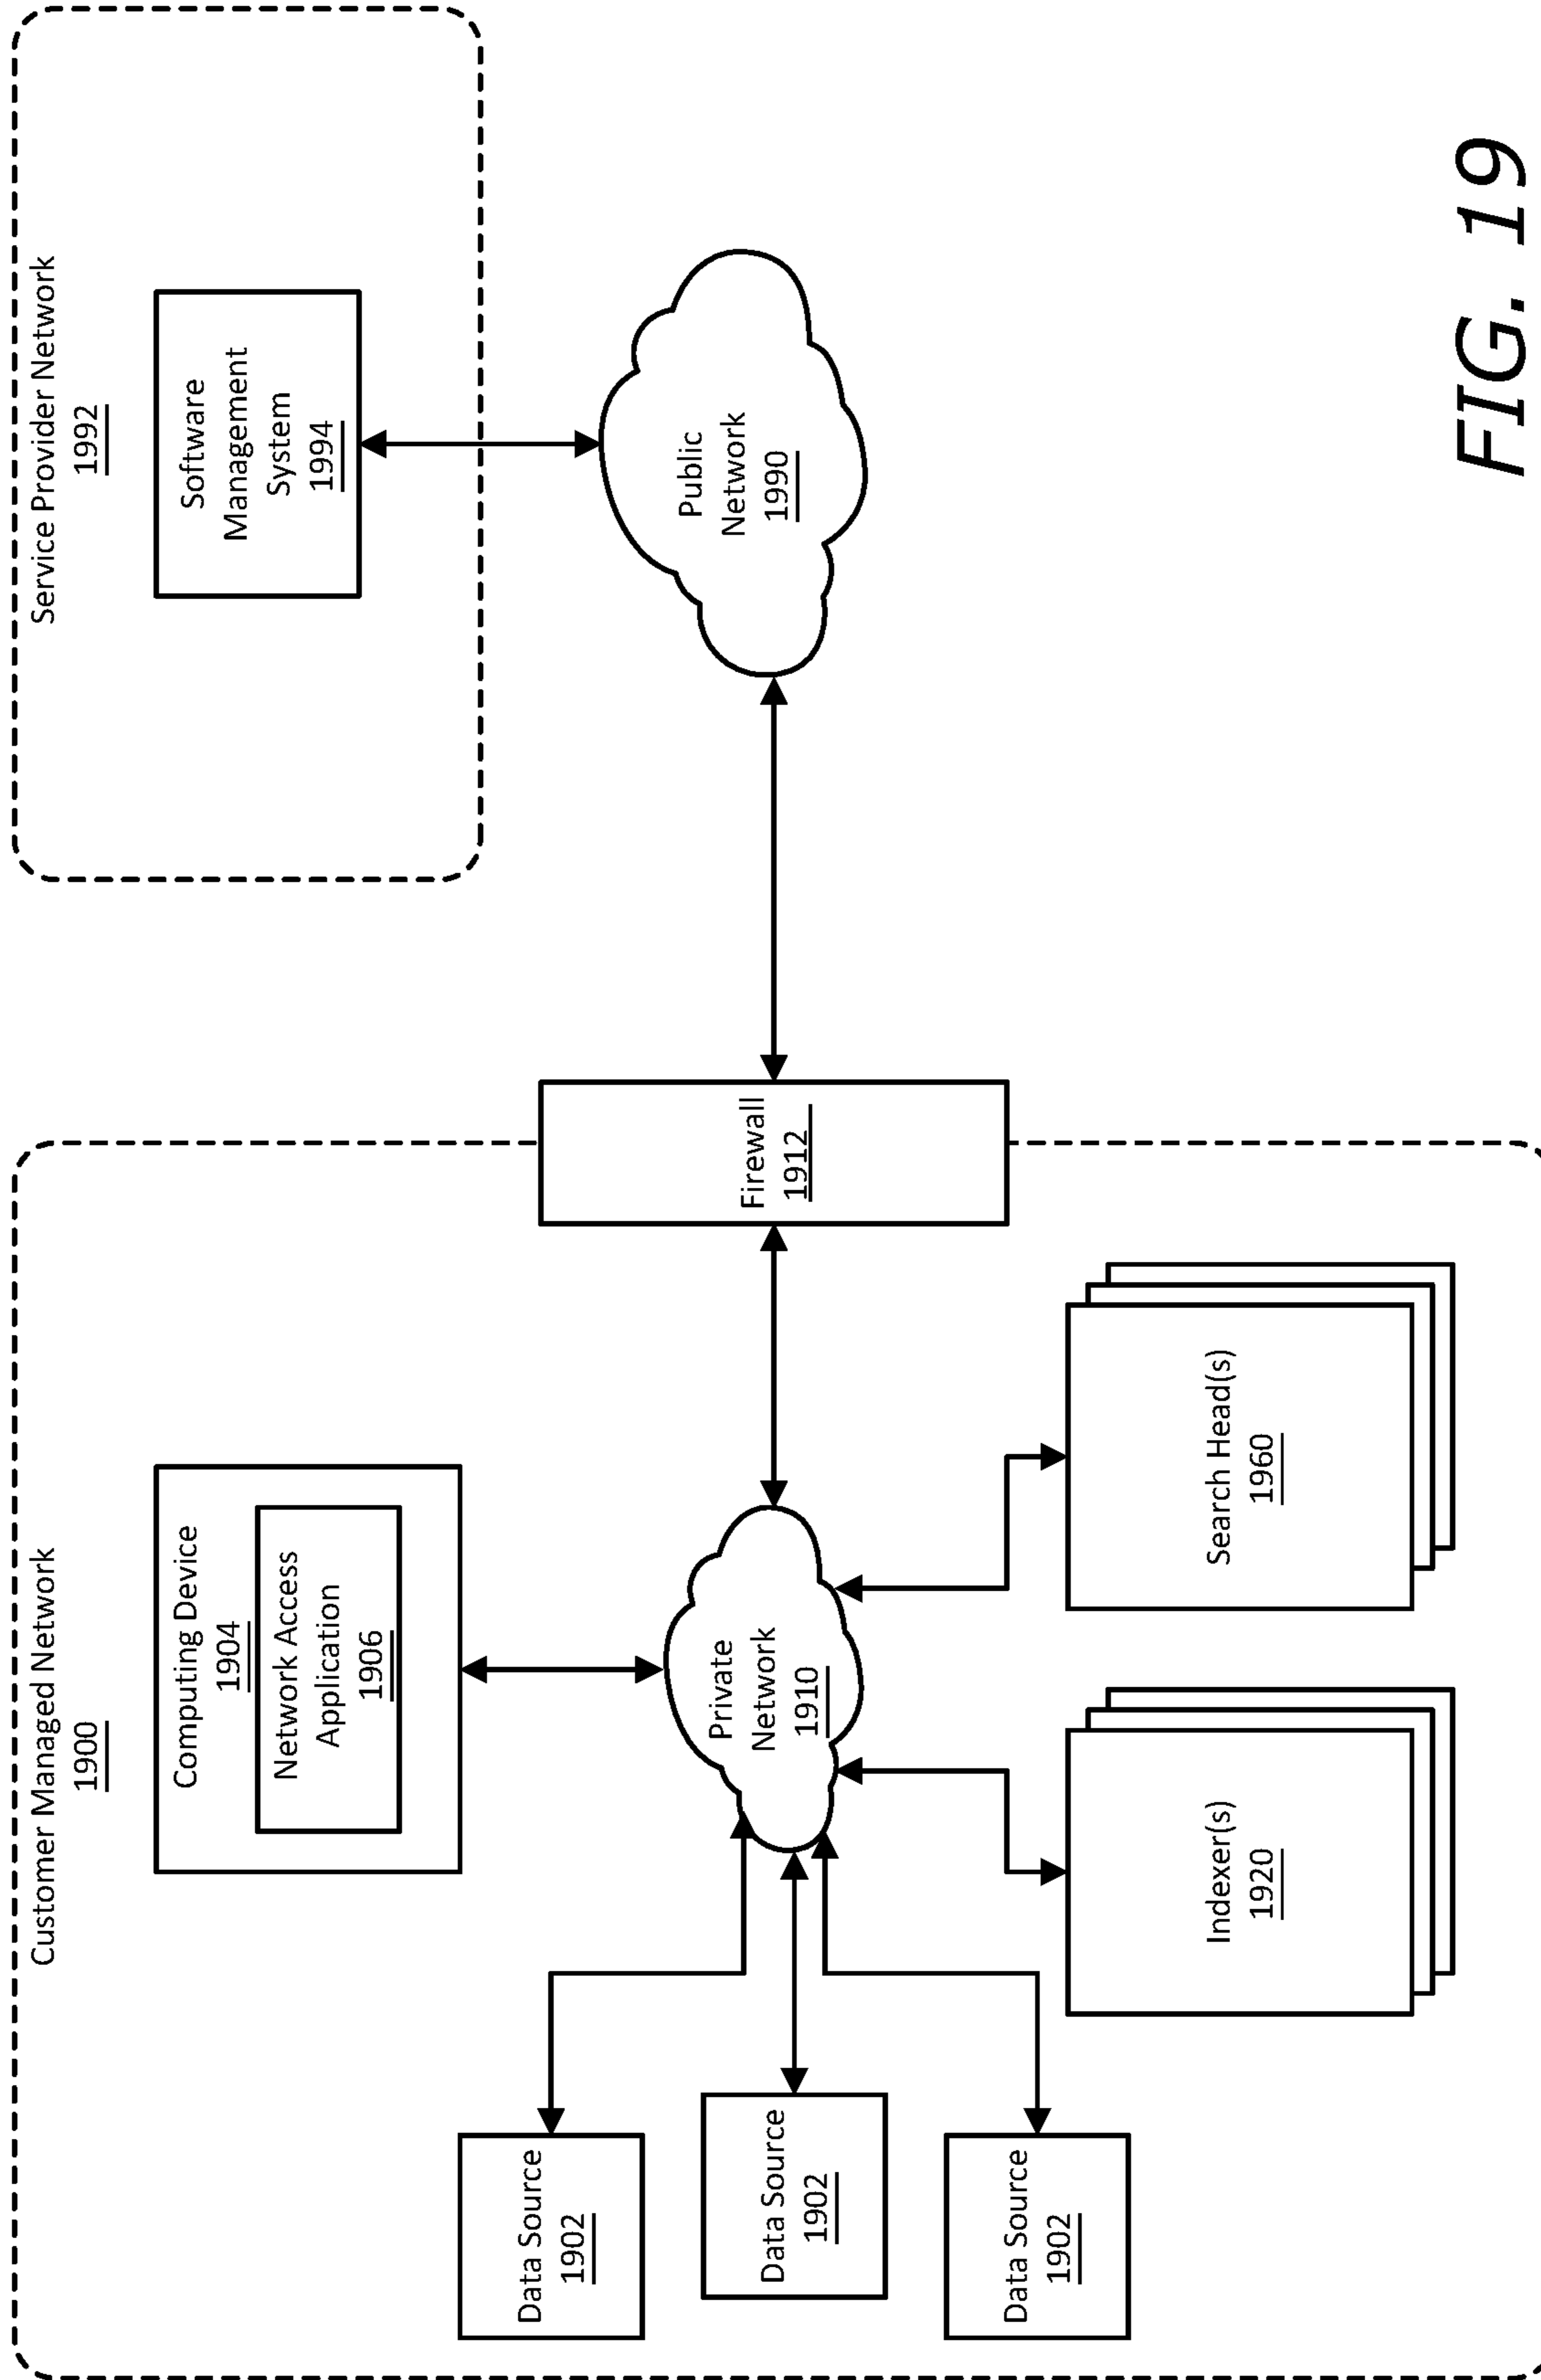 Customer Managed Network
1900
Service Provider Network
1992
Computing Device
1904
Network Access
Application
1906
Software
Management
System
1994
Data Source
1902
Data Source
1902
Data Source
1902
Private
Network
1910
Firewall
1912
Public
Network
1990
Indexer(s)
1920
Search Head(s)
1960
FIG. 19